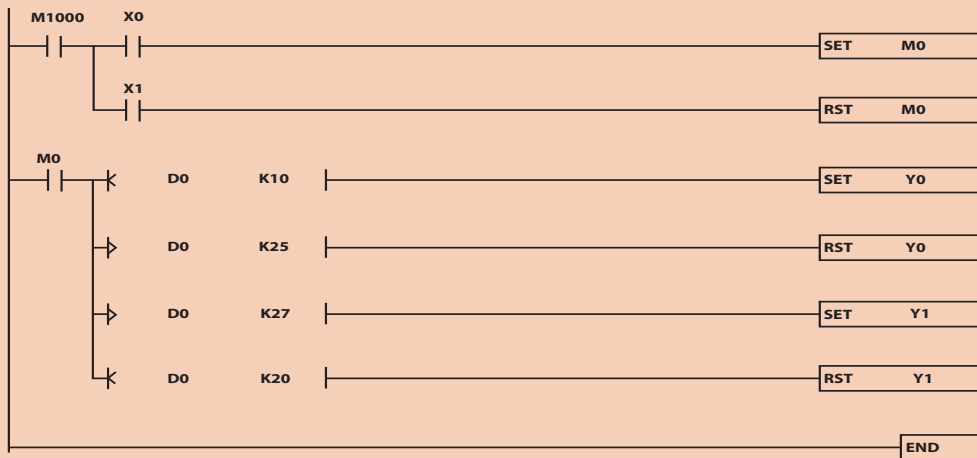 M1000 X0
SET M0
X1
RST M0
M0
< D0 K10 SET Y0
> D0 K25 RST Y0
> D0 K27 SET Y1
< D0 K20 RST Y1
END